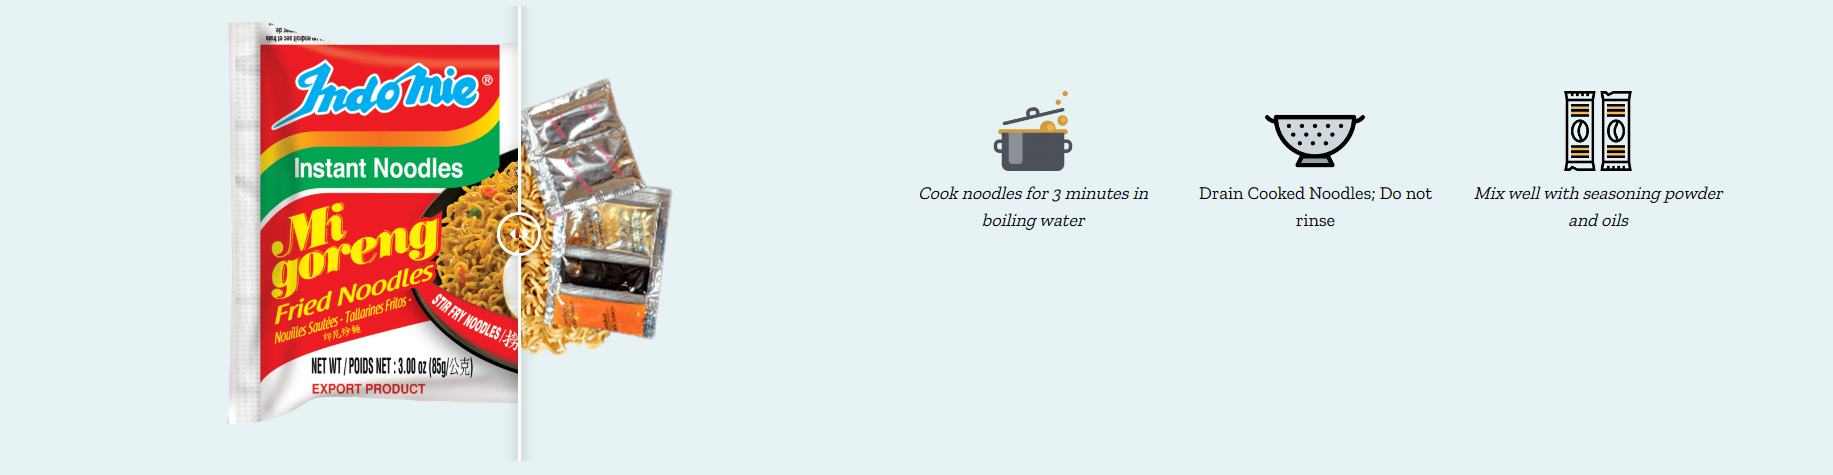 Indomie®
Instant Noodles
Mi
goreng
Fried Noodles
Nouilles Sautées - Tallarines Fritos -
印尼炒麵
STIR FRY NOODLES/撈
NET WT / POIDS NET : 3.00 oz (85g/公克)
EXPORT PRODUCT
Cook noodles for 3 minutes in
boiling water
Drain Cooked Noodles; Do not
rinse
Mix well with seasoning powder
and oils